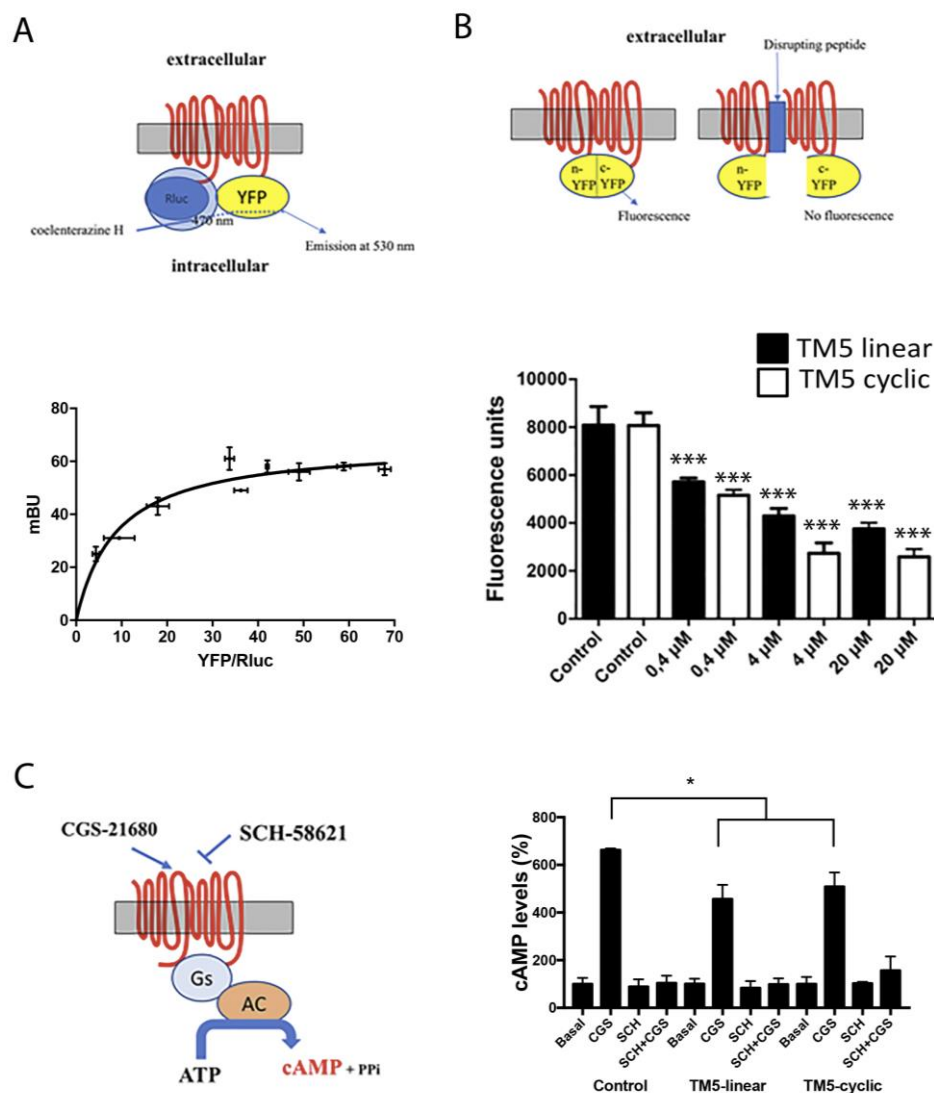 A
extracellular
Rluc
YFP
470 nm
coelenterazine H
Emission at 530 nm
intracellular
80
60
40
20
0
mBU
0 10 20 30 40 50 60 70
YFP/Rluc
B
extracellular
Disrupting peptide
n-
YFP
c-
YFP
Fluorescence
n-
YFP
c-
YFP
No fluorescence
TM5 linear
TM5 cyclic
10000
8000
6000
4000
2000
0
Fluorescence units
***
***
***
***
***
***
Control
Control
0,4 µM
0,4 µM
4 µM
4 µM
20 µM
20 µM
C
CGS-21680
SCH-58621
Gs
AC
ATP
cAMP + PPi
*
800
600
400
200
0
cAMP levels (%)
Basal
CGS
SCH
SCH+CGS
Basal
CGS
SCH
SCH+CGS
Basal
CGS
SCH
SCH+CGS
Control TM5-linear TM5-cyclic